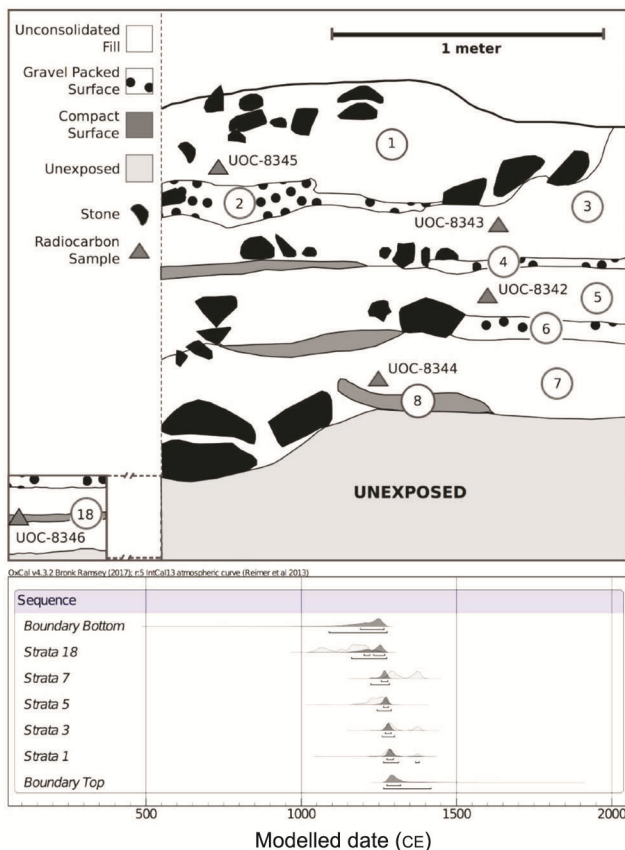 Unconsolidated
Fill
Gravel Packed
Surface
Compact
Surface
Unexposed
Stone
Radiocarbon
Sample
1 meter
1
UOC-8345
2
3
UOC-8343
4
UOC-8342
5
6
UOC-8344
7
8
UNEXPOSED
18
UOC-8346
OxCal v4.3.2 Bronk Ramsey (2017); r:5 IntCal13 atmospheric curve (Reimer et al 2013)
Sequence
Boundary Bottom
Strata 18
Strata 7
Strata 5
Strata 3
Strata 1
Boundary Top
500 1000 1500 2000
Modelled date (CE)